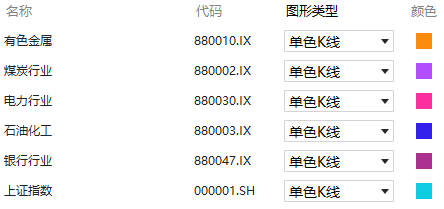 名称 代码 图形类型 颜色
有色金属 880010.IX 单色K线
煤炭行业 880002.IX 单色K线
电力行业 880030.IX 单色K线
石油化工 880003.IX 单色K线
银行行业 880047.IX 单色K线
上证指数 000001.SH 单色K线